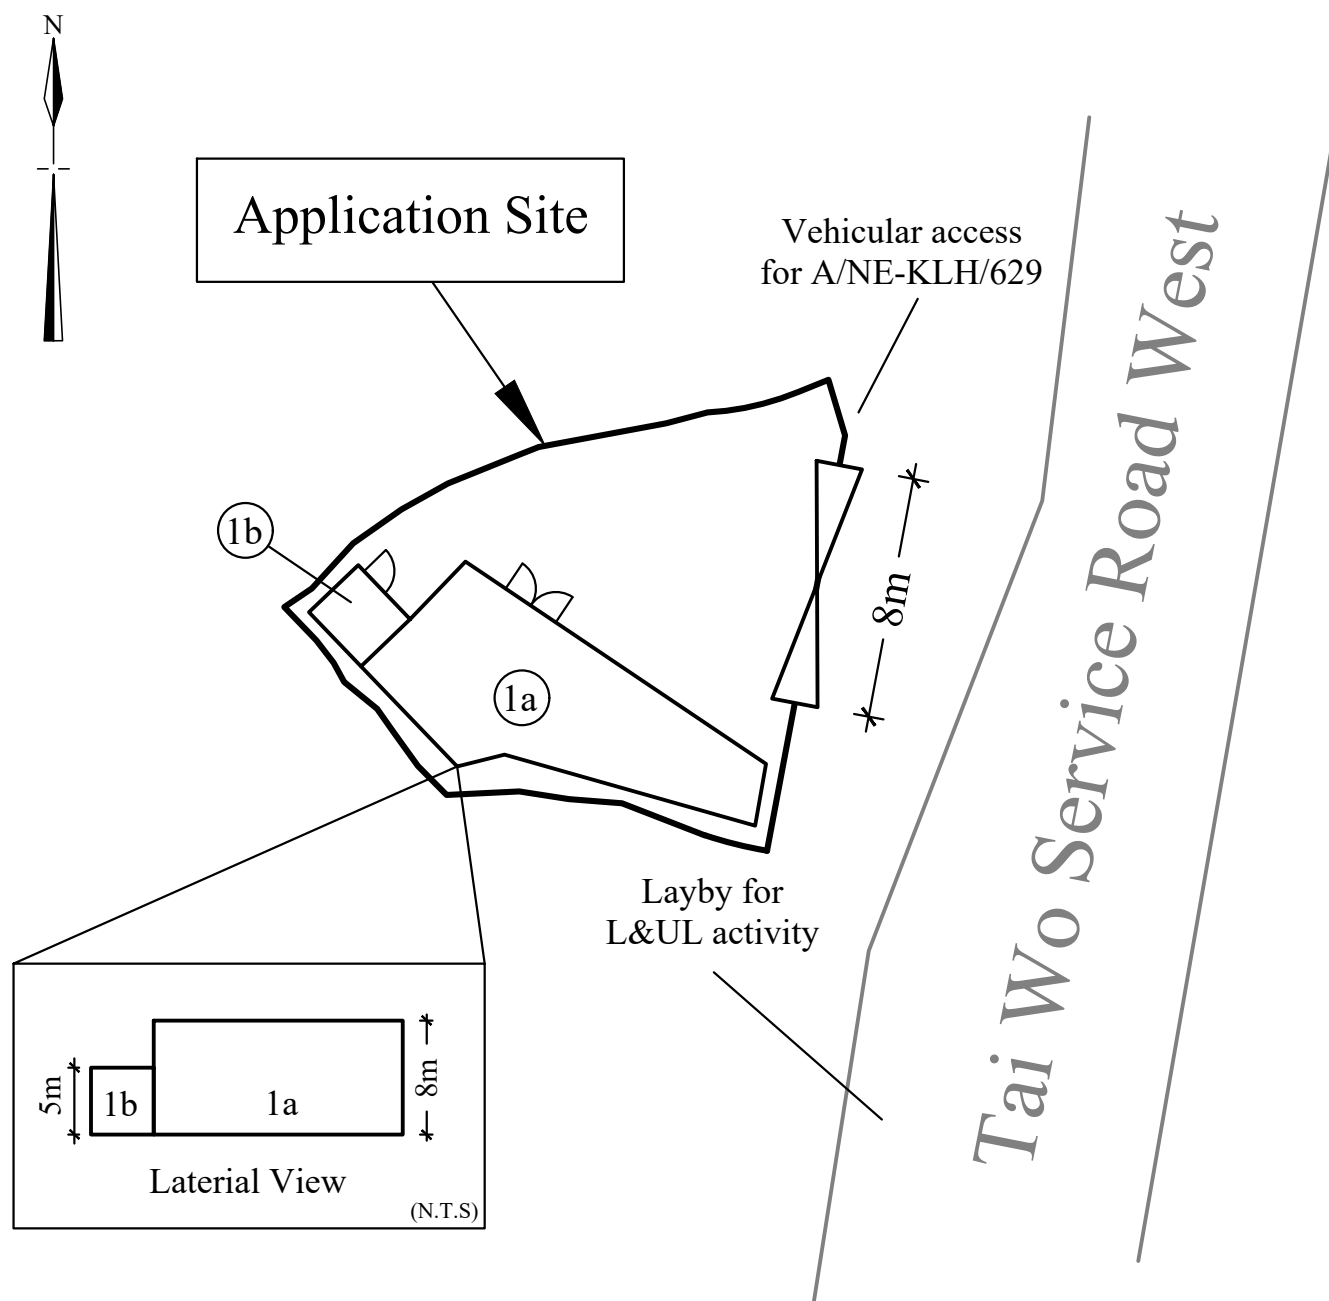 N
Application Site
Vehicular access
for A/NE-KLH/629
1b
8m
1a
Tai Wo Service Road West
Layby for
L&UL activity
5m
1b
1a
8m
Laterial View
(N.T.S)